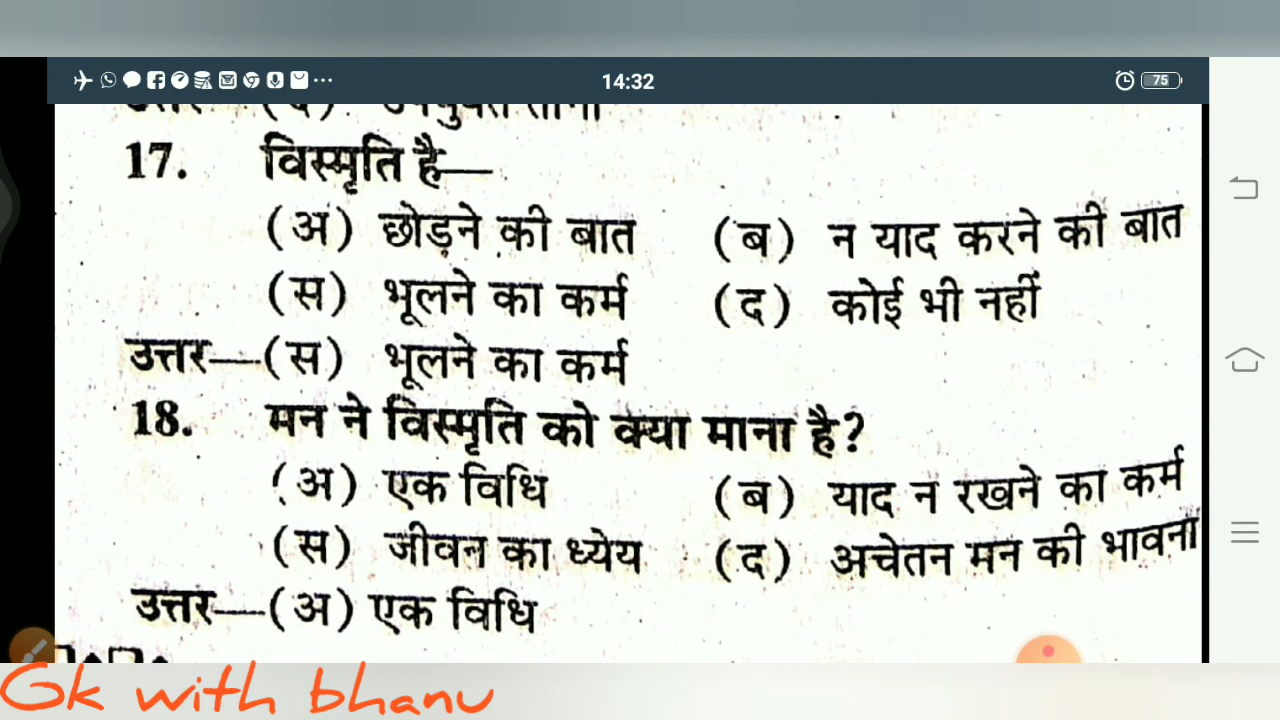 14:32
75
17. विस्मृति है—
(अ) छोड़ने की बात (ब) न याद करने की बात
(स) भूलने का कर्म (द) कोई भी नहीं
उत्तर—(स) भूलने का कर्म
18. मन ने विस्मृति को क्या माना है?
(अ) एक विधि (ब) याद न रखने का कर्म
(स) जीवन का ध्येय (द) अचेतन मन की भावना
उत्तर—(अ) एक विधि
Gk with bhanu